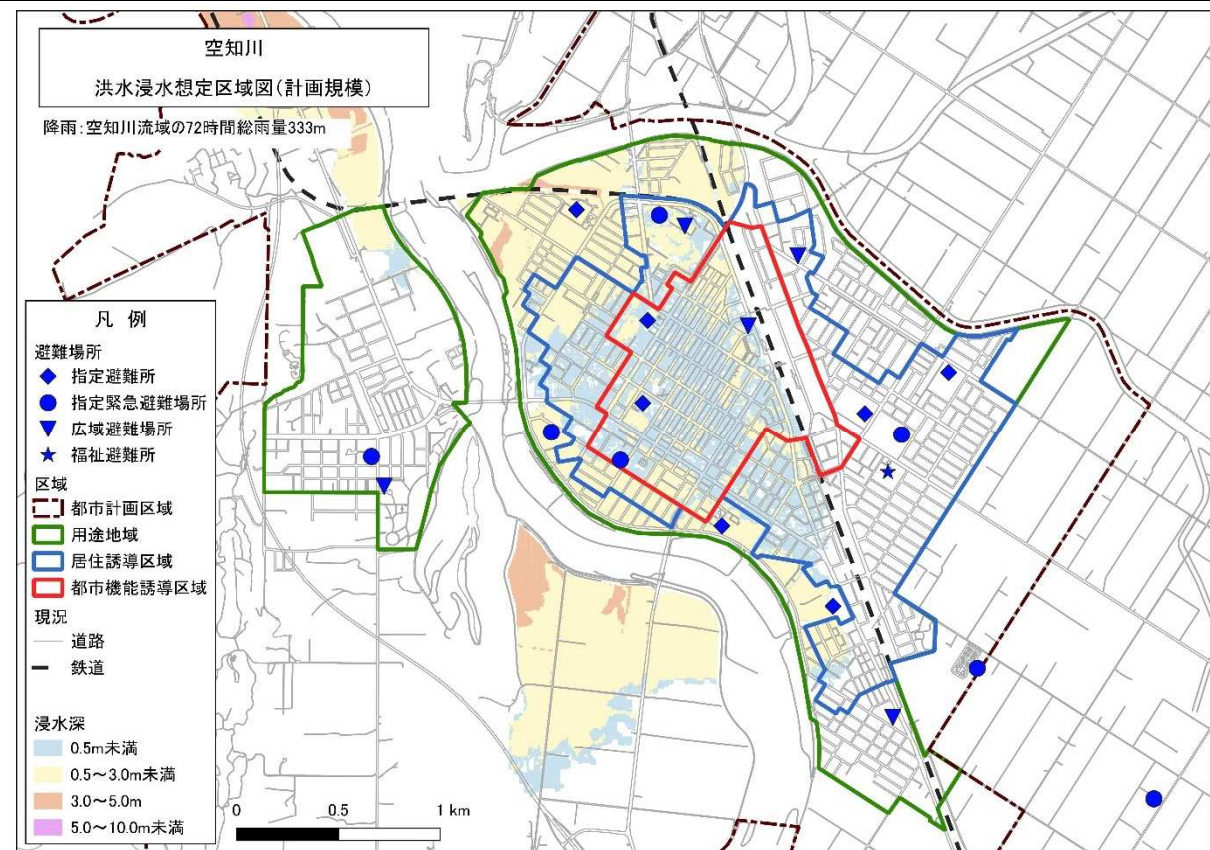 空知川
洪水浸水想定区域図(計画規模)
降雨:空知川流域の72時間総雨量333m
凡 例
避難場所
指定避難所
指定緊急避難場所
広域避難場所
福祉避難所
区域
都市計画区域
用途地域
居住誘導区域
都市機能誘導区域
現況
道路
鉄道
浸水深
0.5m未満
0.5～3.0m未満
3.0～5.0m
5.0～10.0m未満
0 0.5 1 km